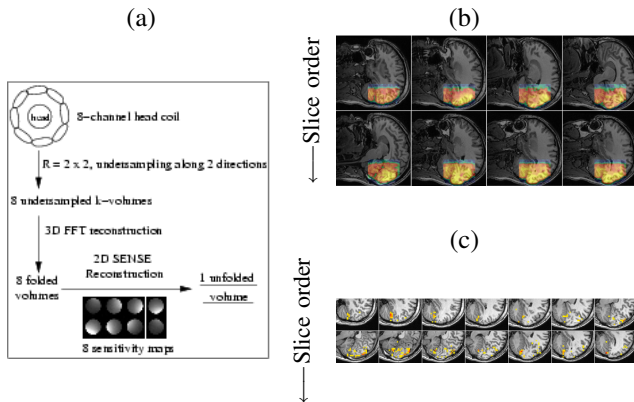 (a)
head
8-channel head coil
R = 2 x 2, undersampling along 2 directions
8 undersampled k-volumes
3D FFT reconstruction
2D SENSE
Reconstruction
8 folded
volumes
1 unfolded
volume
8 sensitivity maps
(b)
Slice order
(c)
Slice order